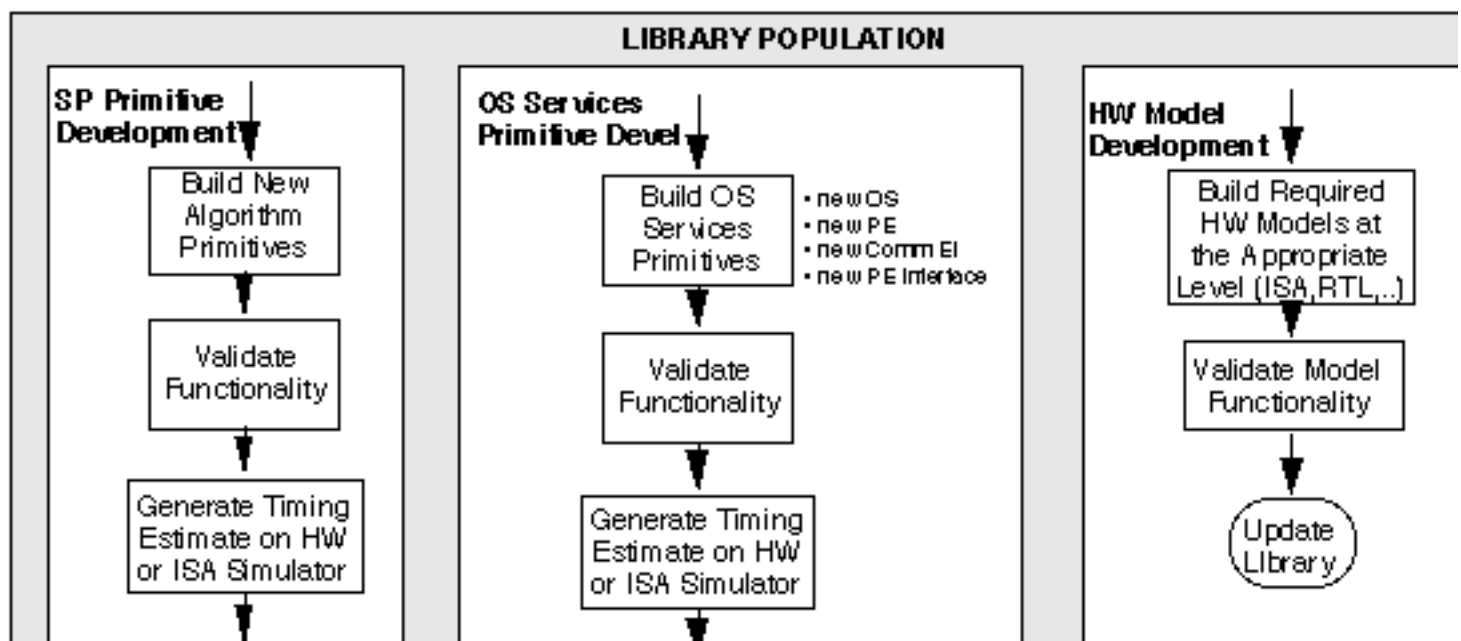 LIBRARY POPULATION
SP Primitive
Development
Build New
Algorithm
Primitives
Validate
Functionality
Generate Timing
Estimate on HW
or ISA Simulator
OS Services
Primitive Devel
Build OS
Services
Primitives
• new OS
• new PE
• new Comm El
• new PE Interface
Validate
Functionality
Generate Timing
Estimate on HW
or ISA Simulator
HW Model
Development
Build Required
HW Models at
the Appropriate
Level (ISA,RTL,..)
Validate Model
Functionality
Update
Library